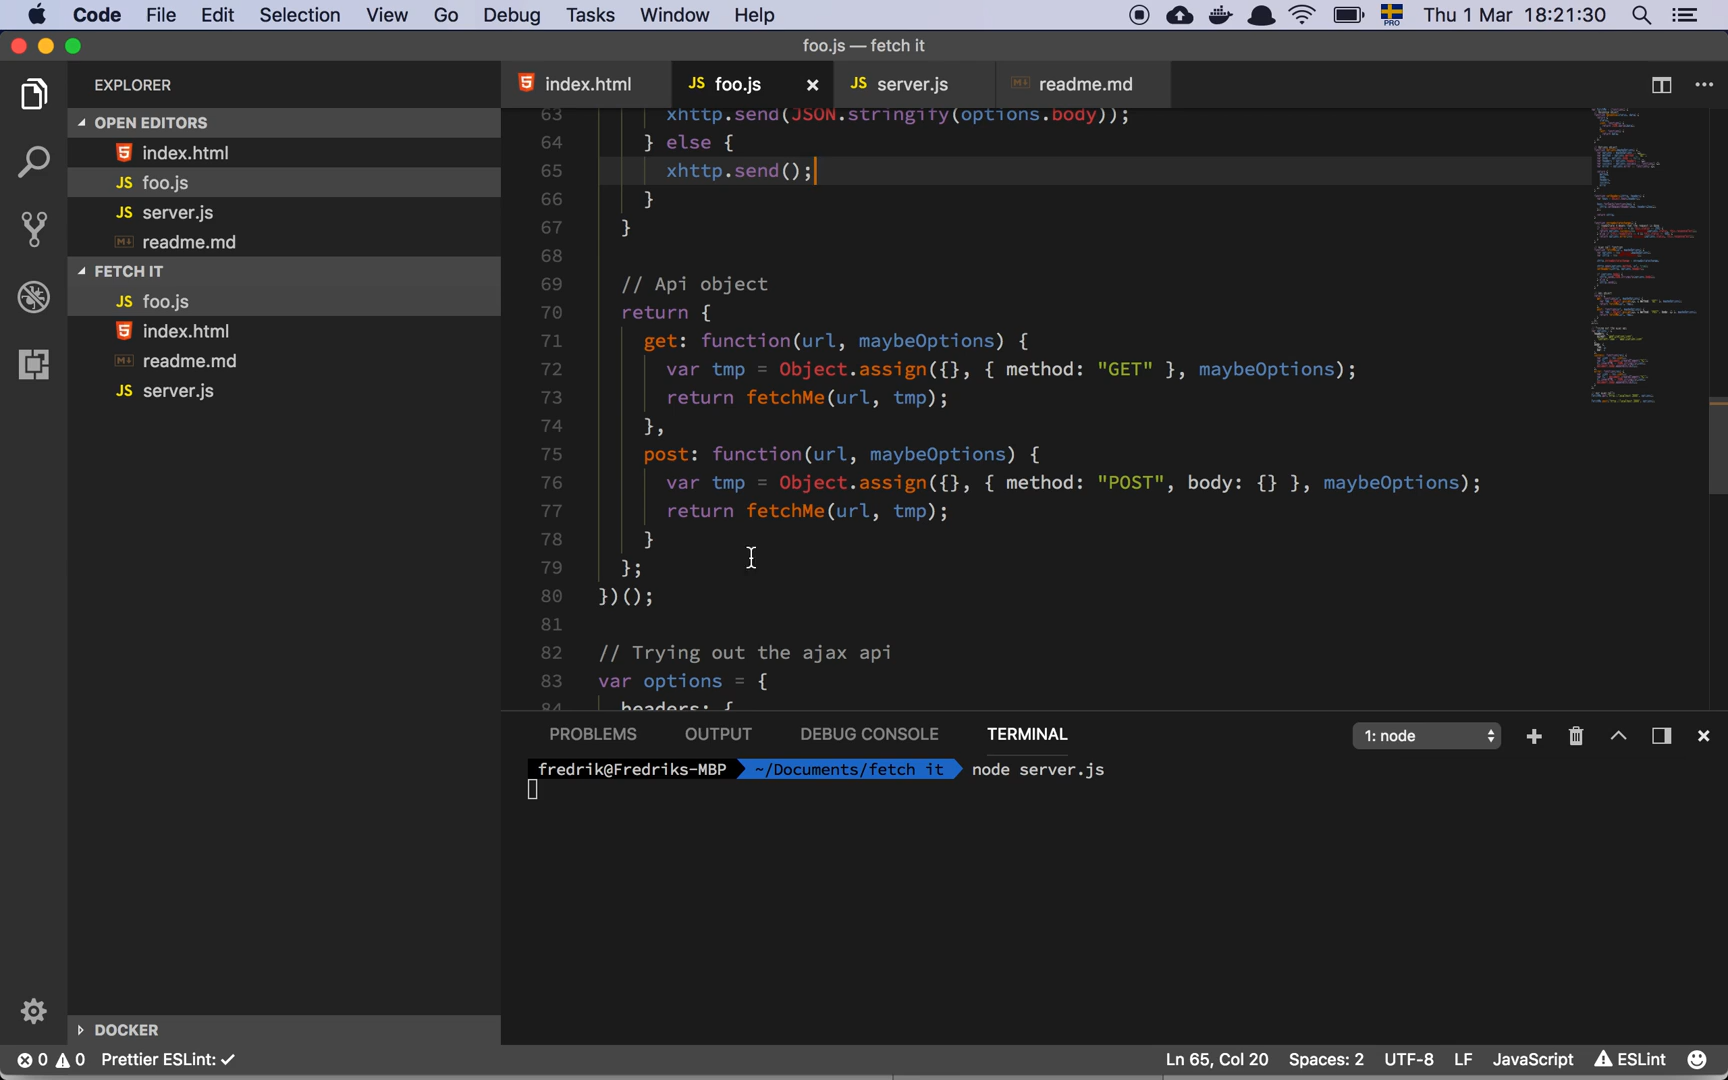 Code File Edit Selection View Go Debug Tasks Window Help PRO Thu 1 Mar 18:21:30
foo.js — fetch it
EXPLORER
OPEN EDITORS
index.html
JS foo.js
JS server.js
M↓ readme.md
FETCH IT
JS foo.js
index.html
M↓ readme.md
JS server.js
DOCKER
index.html JS foo.js × JS server.js M↓ readme.md
63 xhttp.send(JSON.stringify(options.body));
64 } else {
65 xhttp.send();
66 }
67 }
68
69 // Api object
70 return {
71 get: function(url, maybeOptions) {
72 var tmp = Object.assign({}, { method: "GET" }, maybeOptions);
73 return fetchMe(url, tmp);
74 },
75 post: function(url, maybeOptions) {
76 var tmp = Object.assign({}, { method: "POST", body: {} }, maybeOptions);
77 return fetchMe(url, tmp);
78 }
79 };
80 })();
81
82 // Trying out the ajax api
83 var options = {
84 headers: {
PROBLEMS OUTPUT DEBUG CONSOLE TERMINAL 1: node
fredrik@Fredriks-MBP ~/Documents/fetch it node server.js
0 0 Prettier ESLint: ✓ Ln 65, Col 20 Spaces: 2 UTF-8 LF JavaScript ESLint